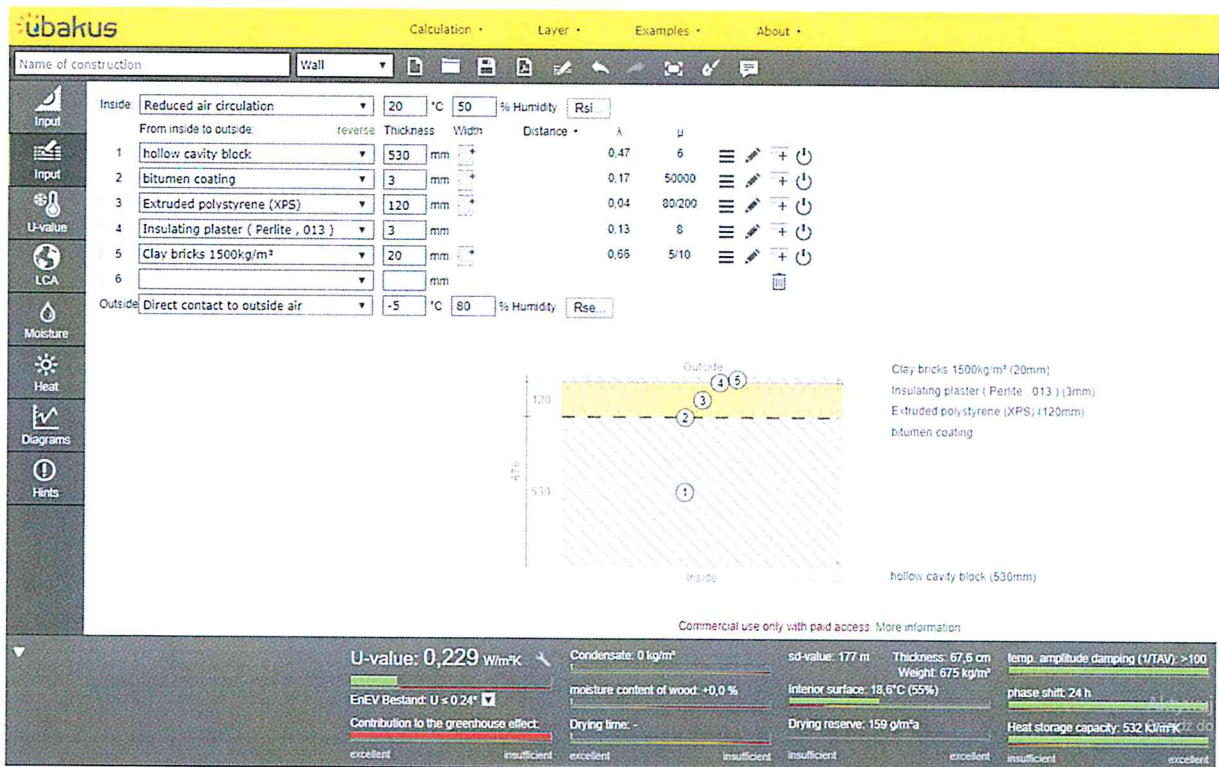 ubakus
Calculation Layer Examples About
Name of construction Wall
Inside Reduced air circulation 20 °C 50 % Humidity Rsi...
From inside to outside: reverse Thickness Width Distance λ μ
1 hollow cavity block 530 mm 0,47 6
2 bitumen coating 3 mm 0,17 50000
3 Extruded polystyrene (XPS) 120 mm 0,04 80/200
4 Insulating plaster ( Perlite , 013 ) 3 mm 0,13 8
5 Clay bricks 1500kg/m³ 20 mm 0,66 5/10
6 mm
Outside Direct contact to outside air -5 °C 80 % Humidity Rse...
Input
Input
U-value
LCA
Moisture
Heat
Diagrams
Hints
Outside
4 5
3
2
1
120
676
530
Inside
Clay bricks 1500kg/m³ (20mm)
Insulating plaster ( Perlite , 013 ) (3mm)
Extruded polystyrene (XPS) (120mm)
bitumen coating
hollow cavity block (530mm)
Commercial use only with paid access. More information
U-value: 0,229 W/m²K
EnEV Bestand: U ≤ 0.24*
Contribution to the greenhouse effect:
excellent insufficient
Condensate: 0 kg/m²
moisture content of wood: +0,0 %
Drying time: -
excellent insufficient
sd-value: 177 m Thickness: 67,6 cm
Weight: 675 kg/m²
Interior surface: 18,6°C (55%)
Drying reserve: 159 g/m²a
insufficient excellent
temp. amplitude damping (1/TAV): >100
phase shift: 24 h
Heat storage capacity: 532 kJ/m²K
insufficient excellent